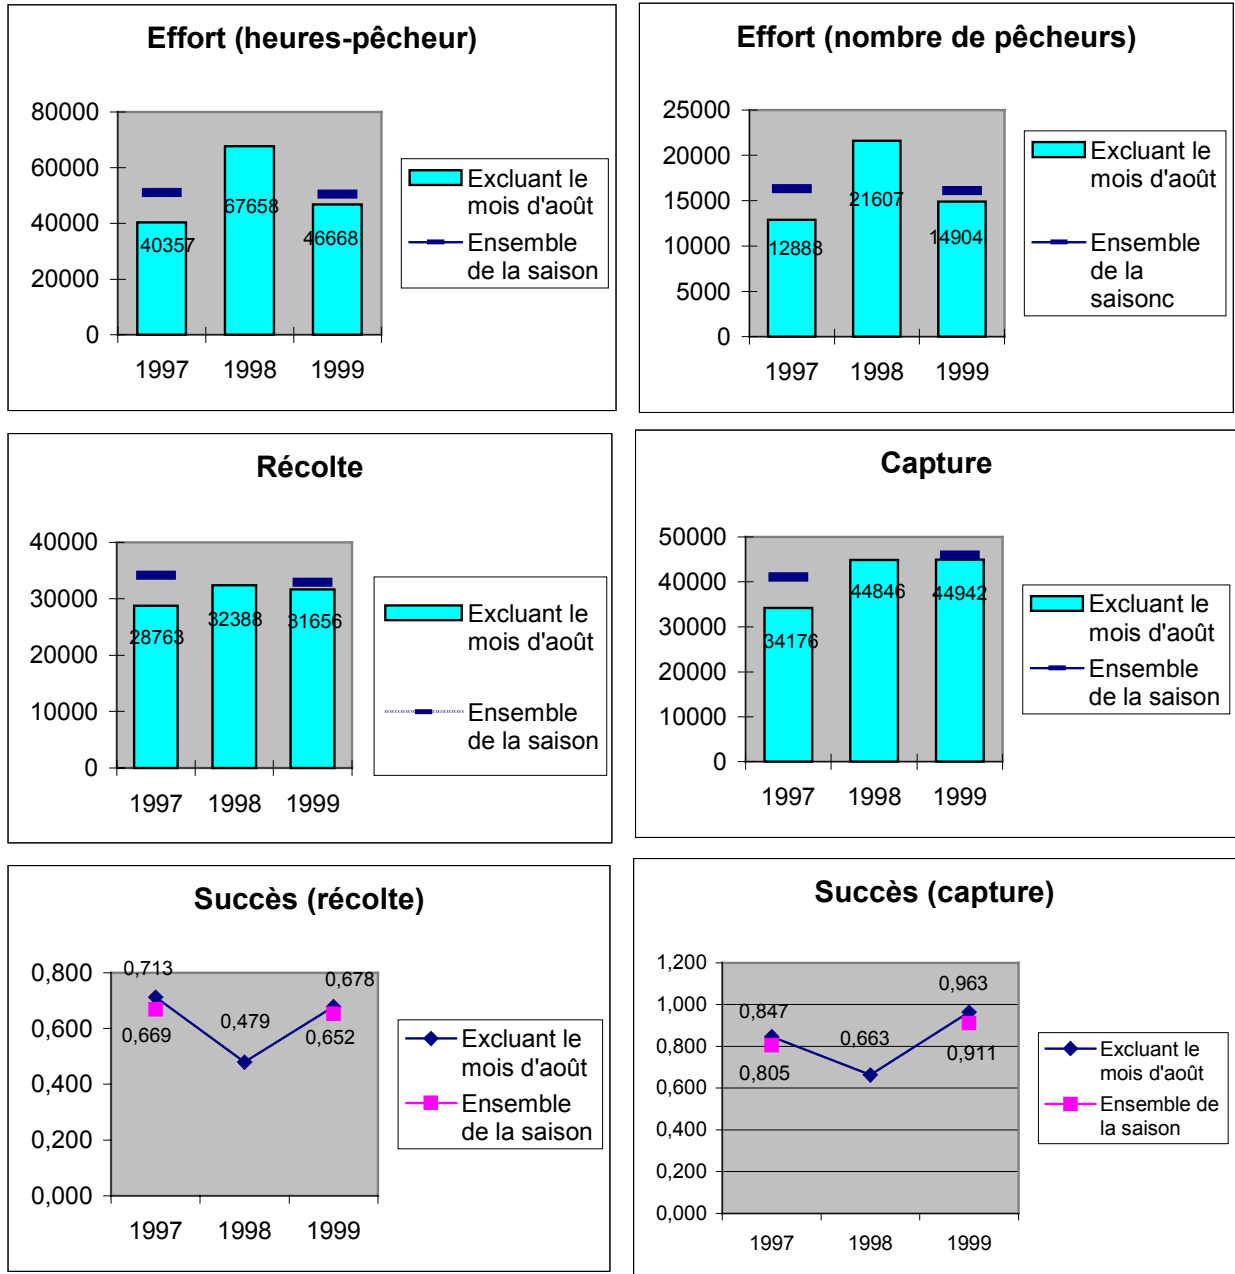 Effort (heures-pêcheur)
80000
60000
40000
20000
0
40357
67658
46668
1997
1998
1999
Excluant le
mois d'août
Ensemble
de la saison
Effort (nombre de pêcheurs)
25000
20000
15000
10000
5000
0
12888
21607
14904
1997
1998
1999
Excluant le
mois d'août
Ensemble
de la
saisonc
Récolte
40000
30000
20000
10000
0
28763
32388
31656
1997
1998
1999
Excluant le
mois d'août
Ensemble
de la saison
Capture
50000
40000
30000
20000
10000
0
34176
44846
44942
1997
1998
1999
Excluant le
mois d'août
Ensemble
de la saison
Succès (récolte)
0,800
0,600
0,400
0,200
0,000
0,713
0,669
0,479
0,678
0,652
1997
1998
1999
Excluant le
mois d'août
Ensemble
de la saison
Succès (capture)
1,200
1,000
0,800
0,600
0,400
0,200
0,000
0,847
0,805
0,663
0,963
0,911
1997
1998
1999
Excluant le
mois d'août
Ensemble de
la saison